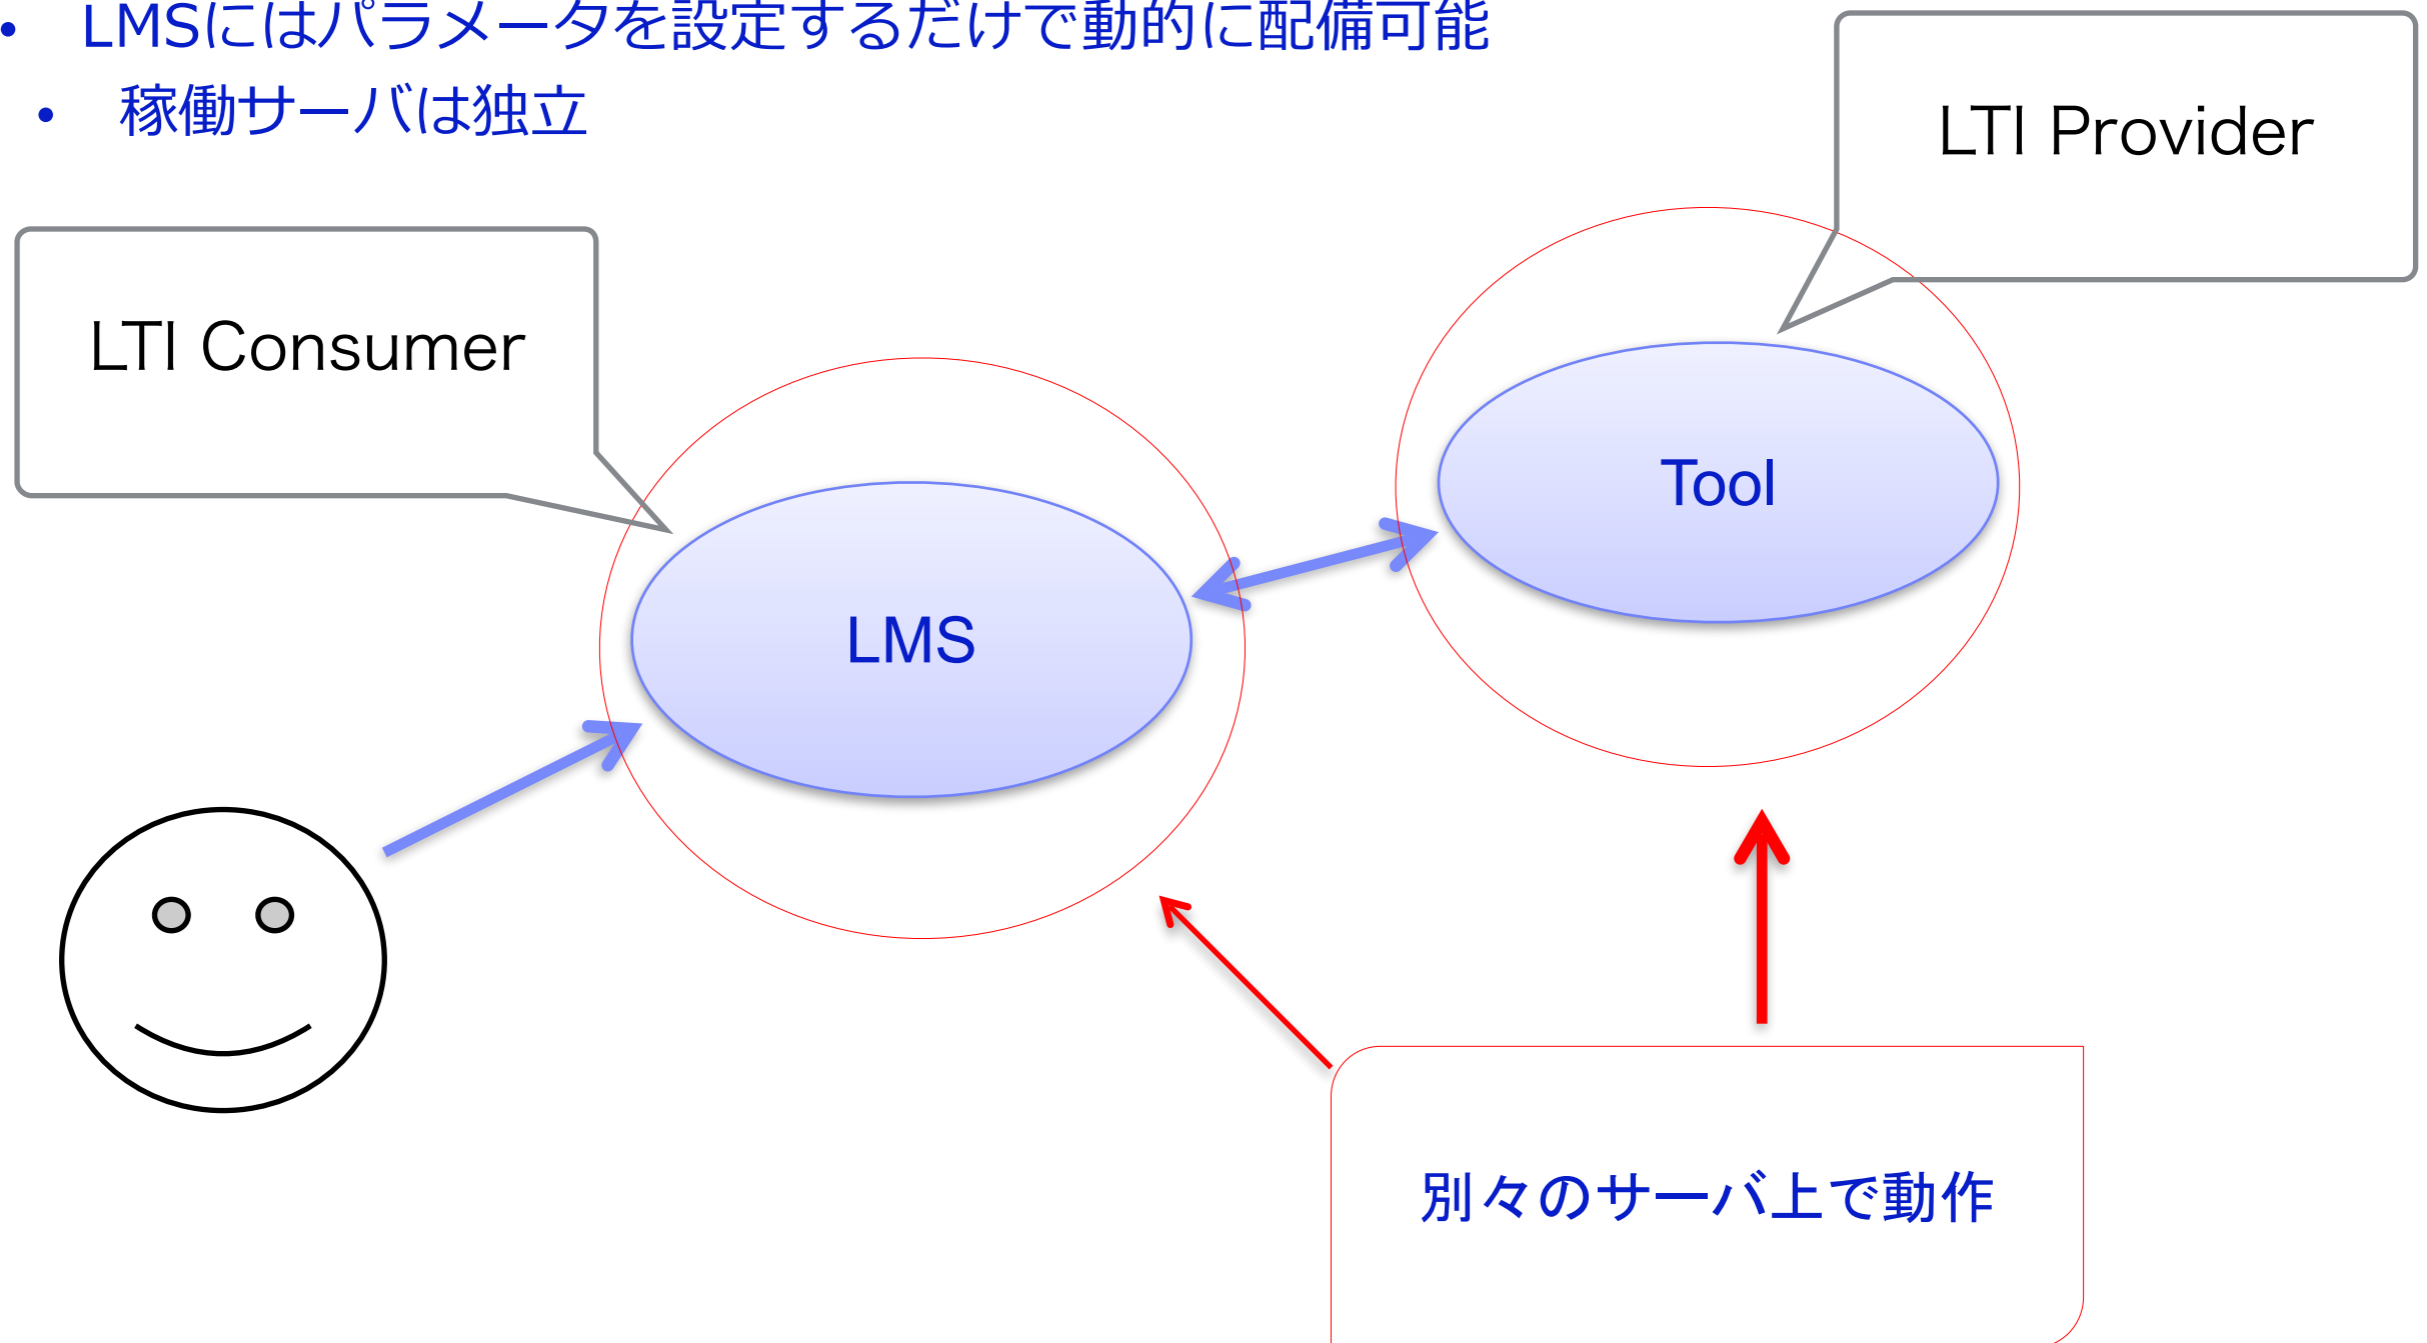 • LMSにはパラメータを設定するだけで動的に配備可能
• 稼働サーバは独立
LTI Provider
LTI Consumer
Tool
LMS
別々のサーバ上で動作